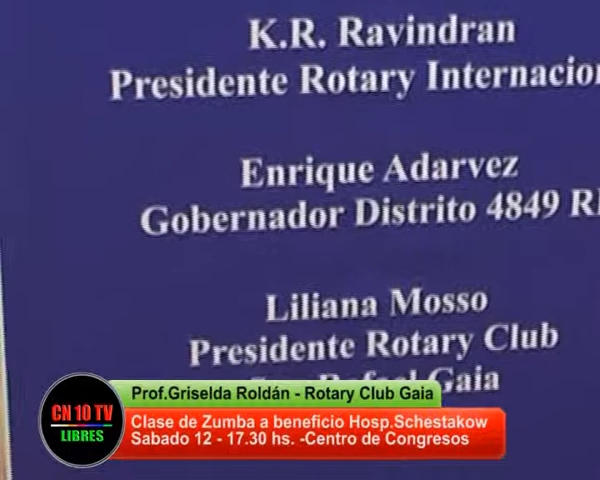 K.R. Ravindran
Presidente Rotary Internacio
Enrique Adarvez
Gobernador Distrito 4849 R
Liliana Mosso
Presidente Rotary Club
Rafael Gaia
Prof.Griselda Roldán - Rotary Club Gaia
CN 10 TV
LIBRES
Clase de Zumba a beneficio Hosp.Schestakow
Sabado 12 - 17.30 hs. -Centro de Congresos